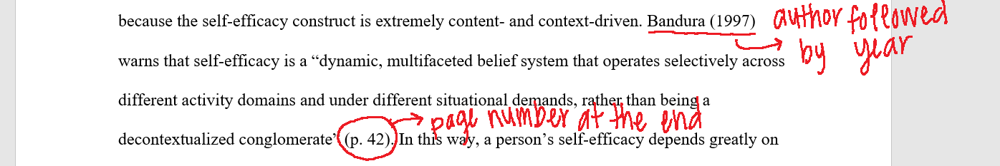 because the self-efficacy construct is extremely content- and context-driven. Bandura (1997) author followed
warns that self-efficacy is a “dynamic, multifaceted belief system that operates selectively across by year
different activity domains and under different situational demands, rather than being a
page number at the end
decontextualized conglomerate” (p. 42). In this way, a person’s self-efficacy depends greatly on